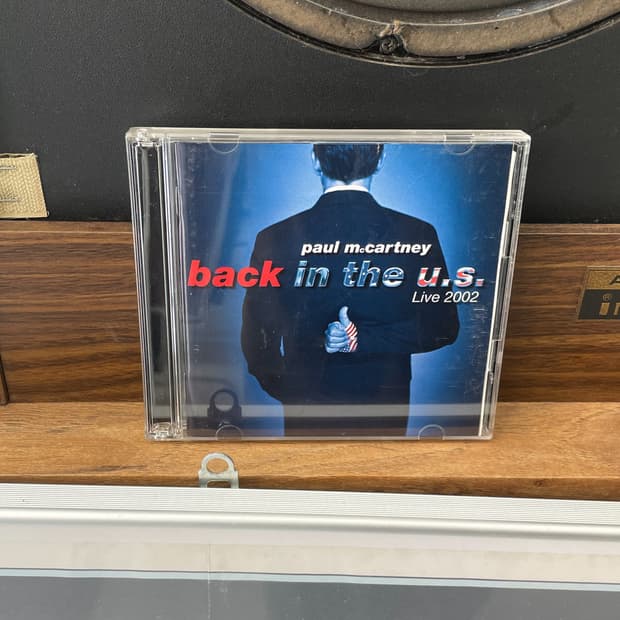 paul mccartney
back in the u.s.
Live 2002